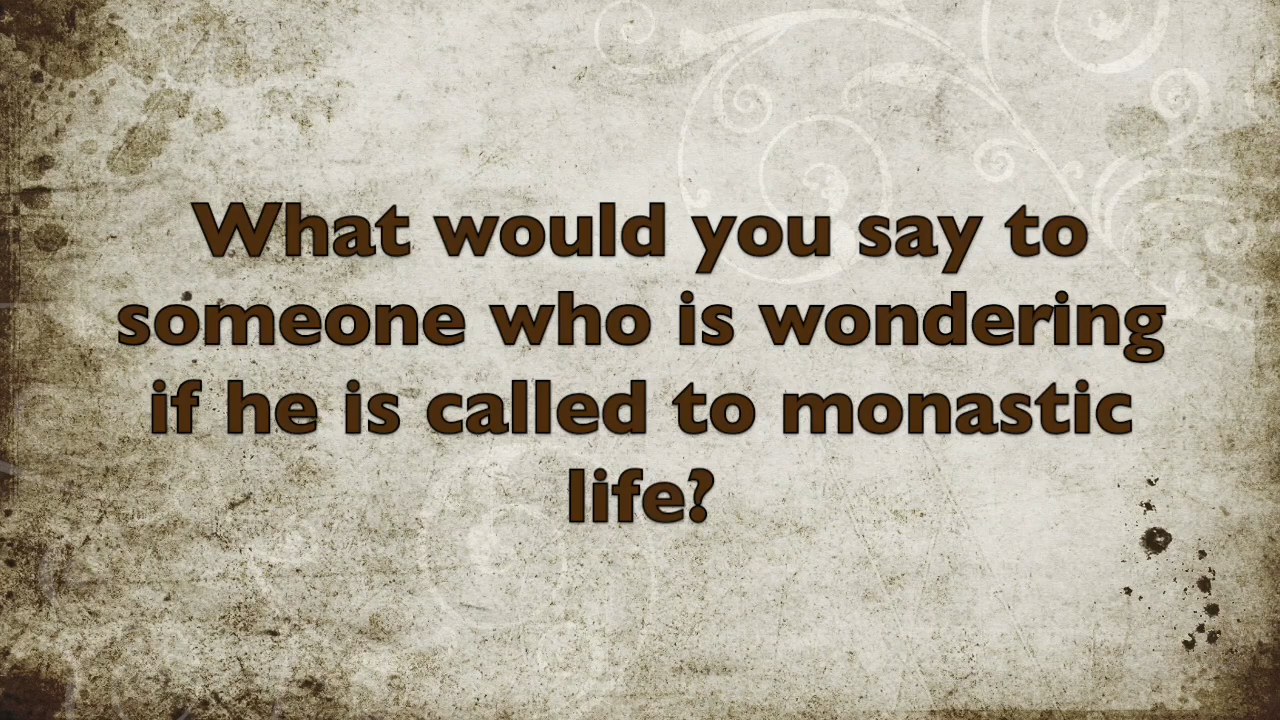 What would you say to
someone who is wondering
if he is called to monastic
life?